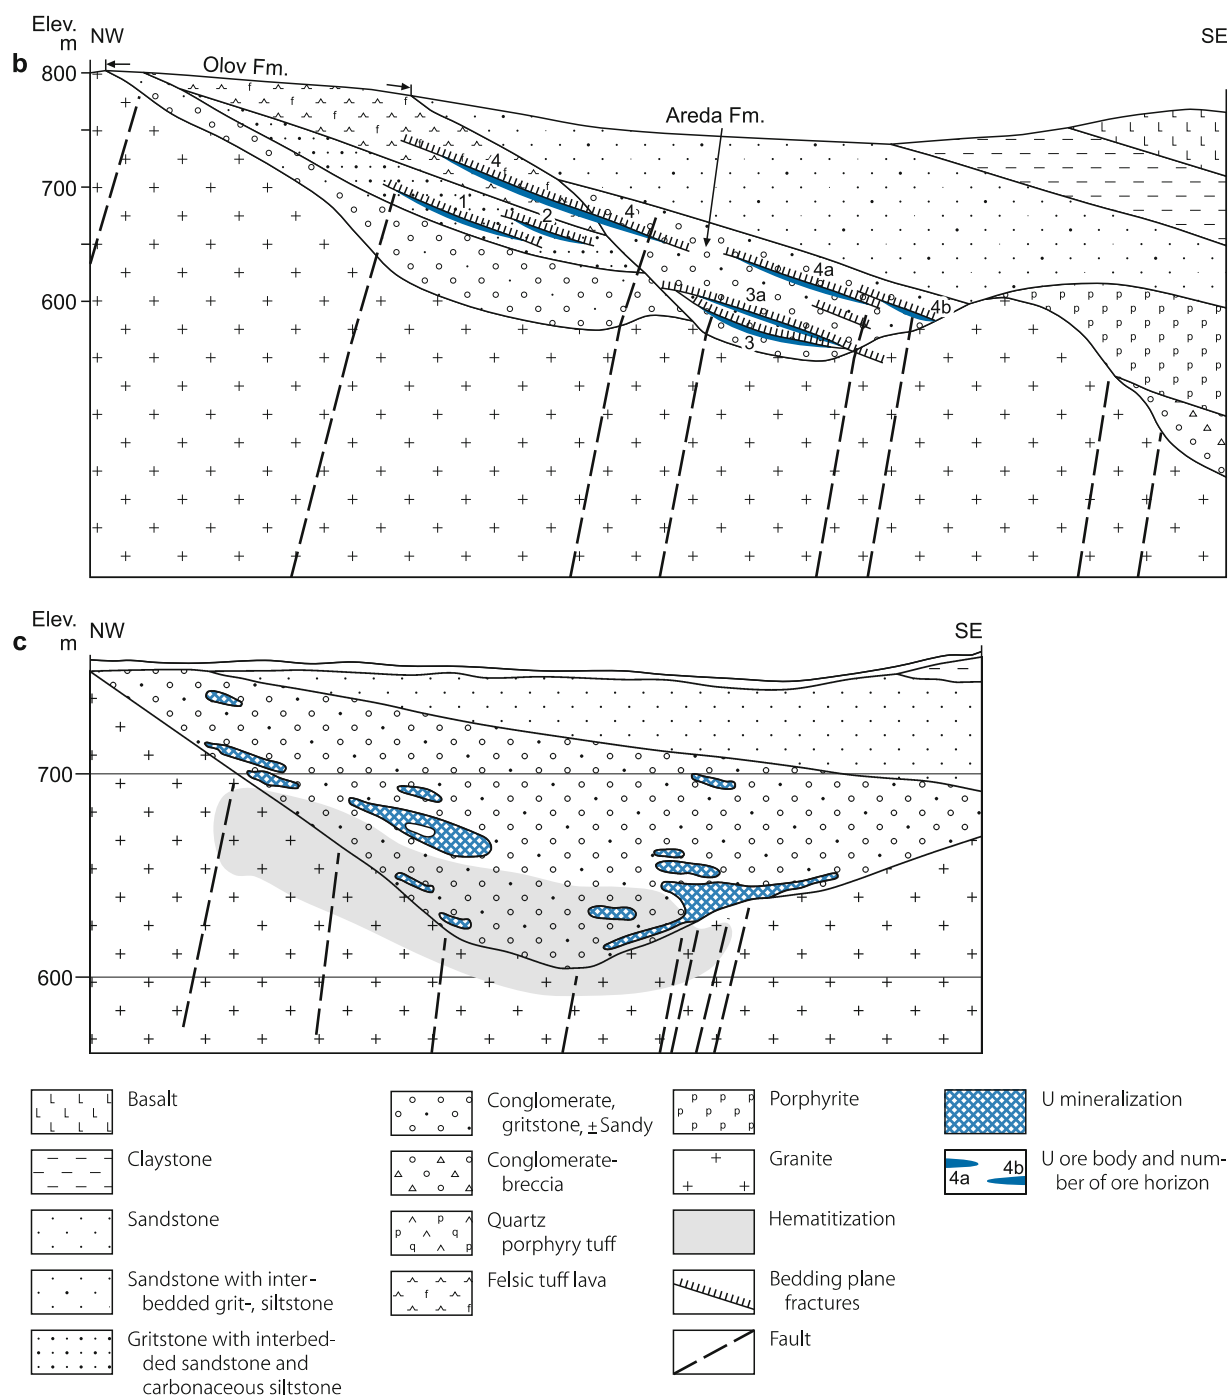 Elev.
m
NW
SE
b
800
Olov Fm.
Areda Fm.
700
4
1
2
4
4a
600
3a
4b
3
Elev.
m
NW
SE
c
700
600
Basalt
Claystone
Sandstone
Sandstone with inter-
bedded grit-, siltstone
Gritstone with interbed-
ded sandstone and
carbonaceous siltstone
Conglomerate,
gritstone, ± Sandy
Conglomerate-
breccia
Quartz
porphyry tuff
Felsic tuff lava
Porphyrite
Granite
Hematitization
Bedding plane
fractures
Fault
U mineralization
4a
4b
U ore body and num-
ber of ore horizon